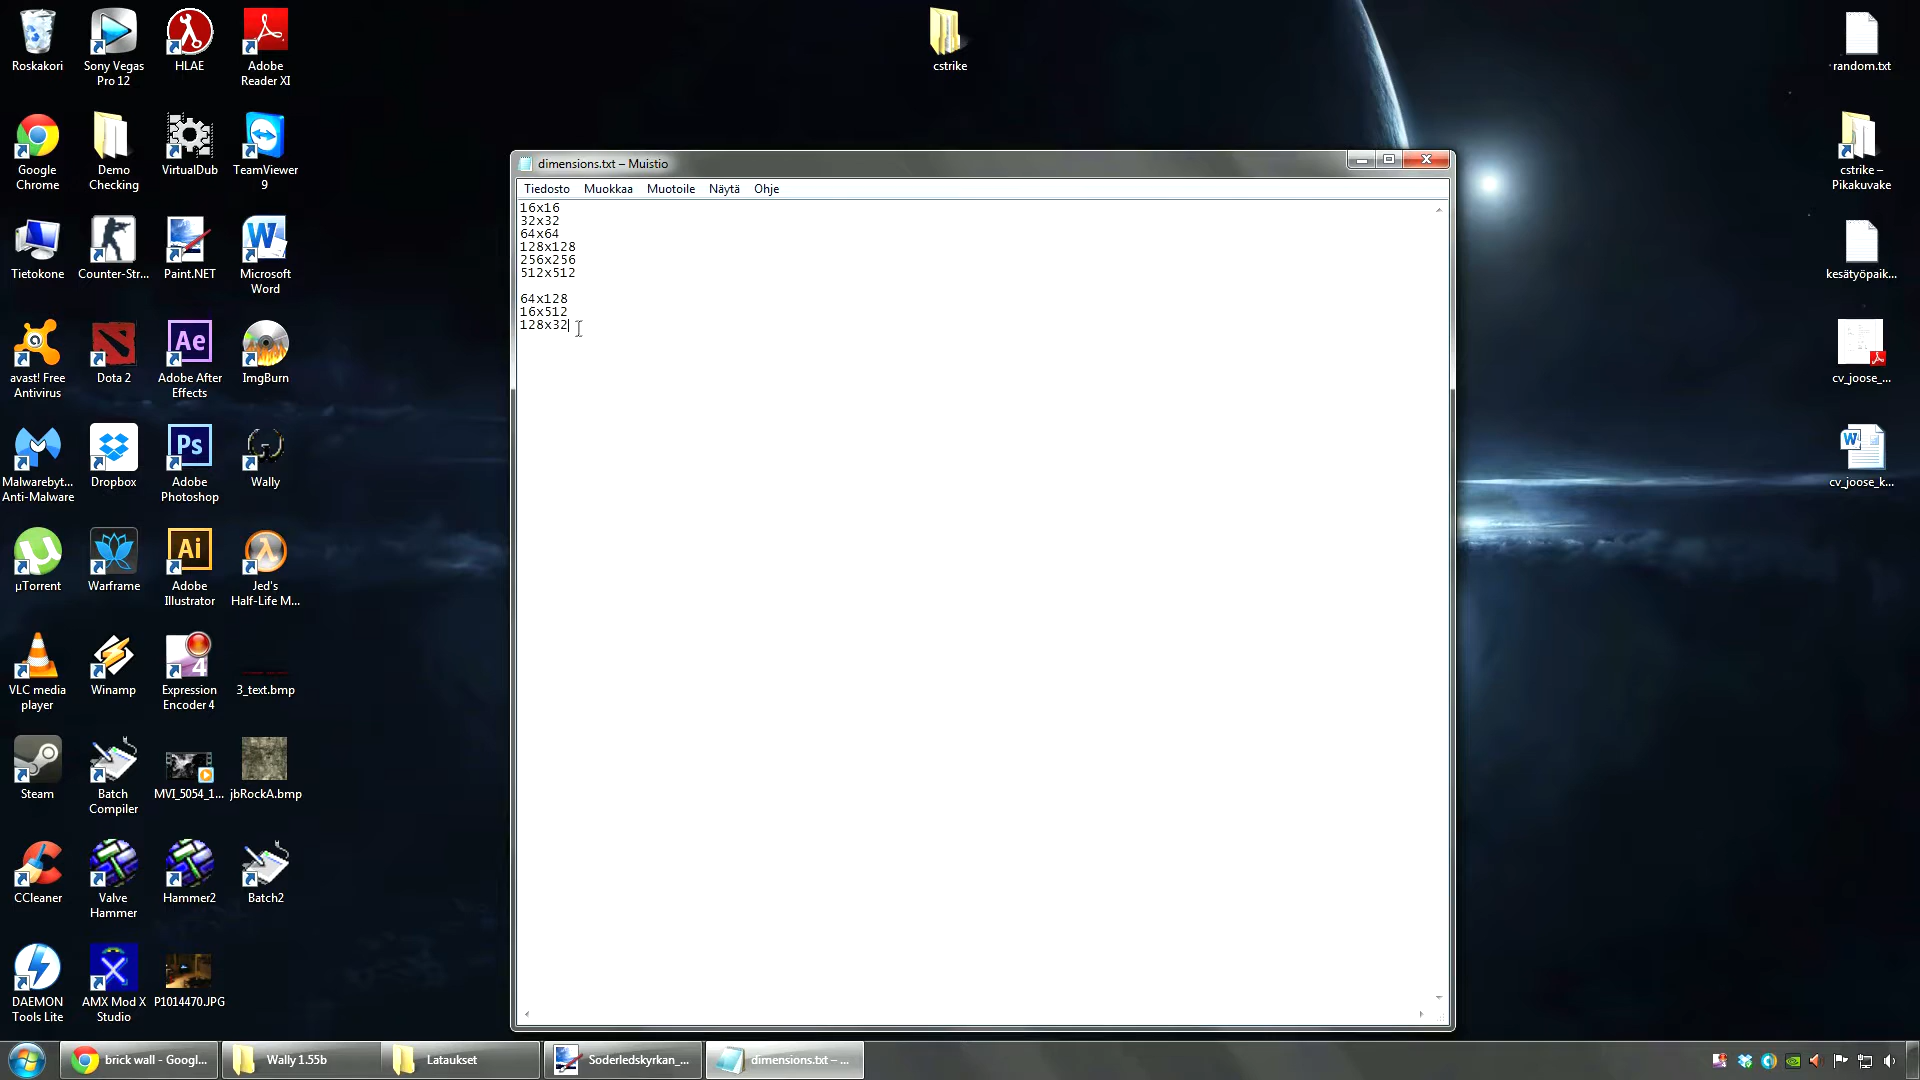 Roskakori
Sony Vegas
Pro 12
HLAE
Adobe
Reader XI
cstrike
random.txt
Google
Chrome
Demo
Checking
VirtualDub
TeamViewer
9
cstrike –
Pikakuvake
Tietokone
Counter-Str...
Paint.NET
Microsoft
Word
kesätyöpaik...
avast! Free
Antivirus
Dota 2
Ae
Adobe After
Effects
ImgBurn
cv_joose_...
Malwarebyt...
Anti-Malware
Dropbox
Ps
Adobe
Photoshop
Wally
cv_joose_k...
µTorrent
Warframe
Ai
Adobe
Illustrator
Jed's
Half-Life M...
VLC media
player
Winamp
4
Expression
Encoder 4
3_text.bmp
Steam
Batch
Compiler
MVI_5054_1...
jbRockA.bmp
CCleaner
Valve
Hammer
Hammer2
Batch2
DAEMON
Tools Lite
AMX Mod X
Studio
P1014470.JPG
dimensions.txt – Muistio
Tiedosto Muokkaa Muotoile Näytä Ohje
16x16
32x32
64x64
128x128
256x256
512x512
64x128
16x512
128x32
brick wall - Googl...
Wally 1.55b
Lataukset
Soderledskyrkan_...
dimensions.txt – ...